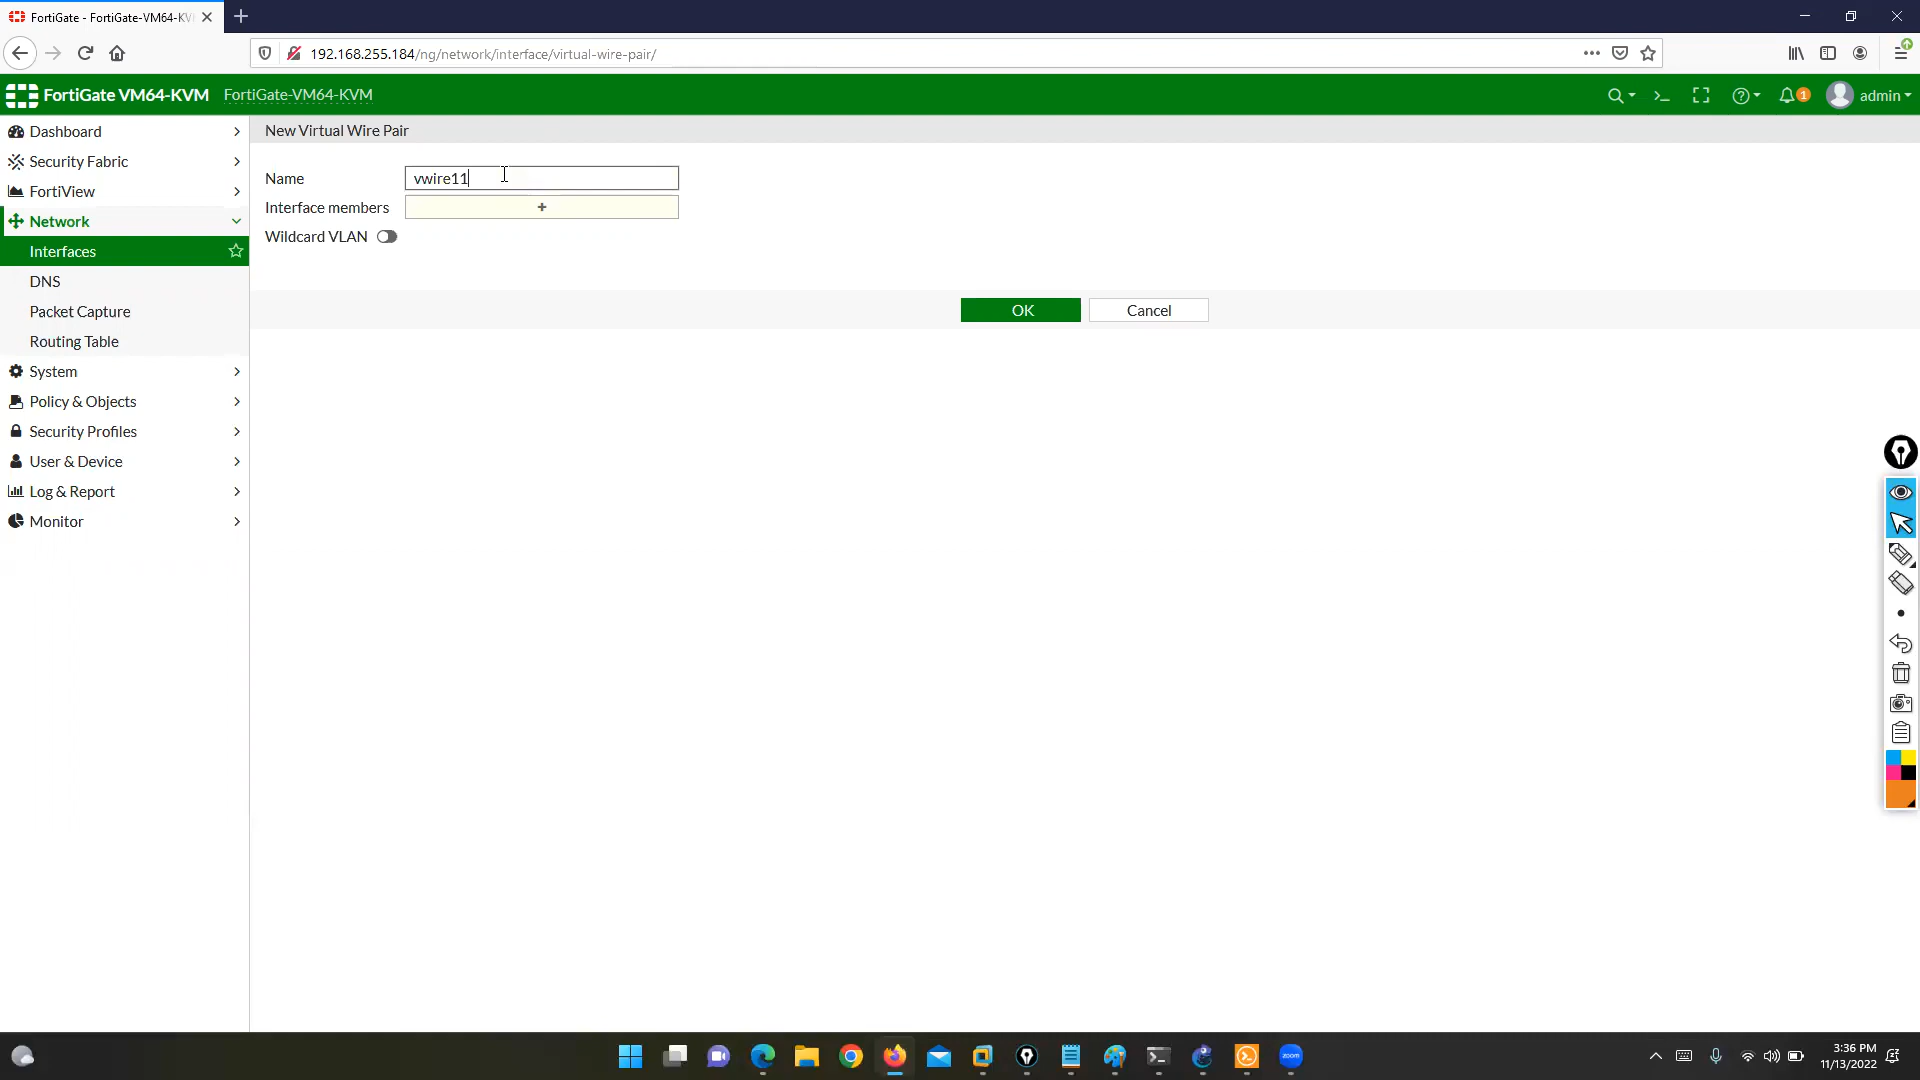 FortiGate - FortiGate-VM64-KV
192.168.255.184/ng/network/interface/virtual-wire-pair/
FortiGate VM64-KVM FortiGate-VM64-KVM
1 admin
Dashboard
Security Fabric
FortiView
Network
Interfaces
DNS
Packet Capture
Routing Table
System
Policy & Objects
Security Profiles
User & Device
Log & Report
Monitor
New Virtual Wire Pair
Name vwire11
Interface members +
Wildcard VLAN
OK Cancel
zoom
3:36 PM
11/13/2022